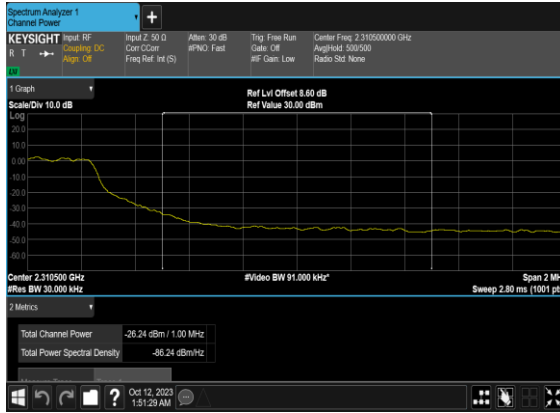 Spectrum Analyzer 1
Channel Power
KEYSIGHT Input: RF Input Z: 50 Ω Atten: 30 dB Trig: Free Run Center Freq: 2.310500000 GHz
R T Coupling: DC Corr CCorr #PNO: Fast Gate: Off Avg|Hold: 500/500
Align: Off Freq Ref: Int (S) #IF Gain: Low Radio Std: None
LXI
1 Graph Ref Lvl Offset 8.60 dB
Scale/Div 10.0 dB Ref Value 30.00 dBm
Log
20.0
10.0
0.00
-10.0
-20.0
-30.0
-40.0
-50.0
-60.0
Center 2.310500 GHz #Video BW 91.000 kHz* Span 2 MH
#Res BW 30.000 kHz Sweep 2.80 ms (1001 pt
2 Metrics
Total Channel Power -26.24 dBm / 1.00 MHz
Total Power Spectral Density -86.24 dBm/Hz
Oct 12, 2023
1:51:29 AM